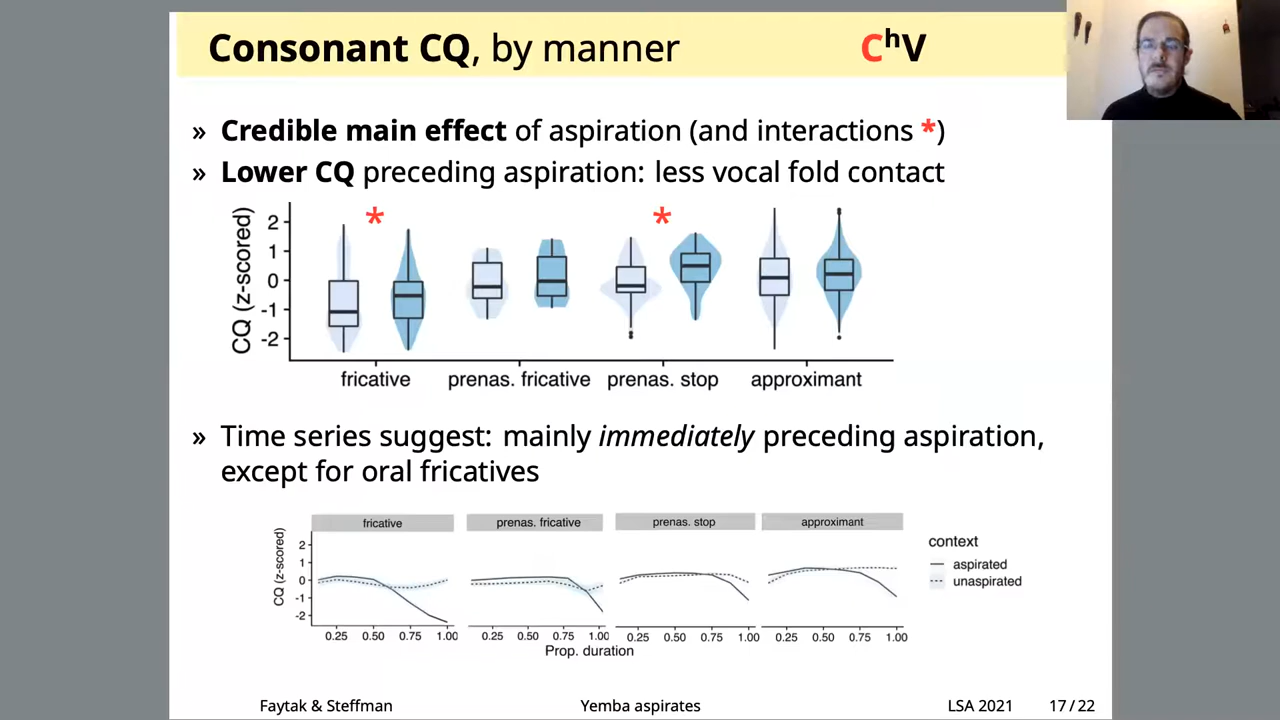 Consonant CQ, by manner CʰV
» Credible main effect of aspiration (and interactions *)
» Lower CQ preceding aspiration: less vocal fold contact
* *
CQ (z-scored)
2
1
0
-1
-2
fricative prenas. fricative prenas. stop approximant
» Time series suggest: mainly immediately preceding aspiration,
except for oral fricatives
fricative prenas. fricative prenas. stop approximant
CQ (z-scored)
2
1
0
-1
-2
context
aspirated
unaspirated
0.25 0.50 0.75 1.00 0.25 0.50 0.75 1.00 0.25 0.50 0.75 1.00 0.25 0.50 0.75 1.00
Prop. duration
Faytak & Steffman Yemba aspirates LSA 2021 17 / 22